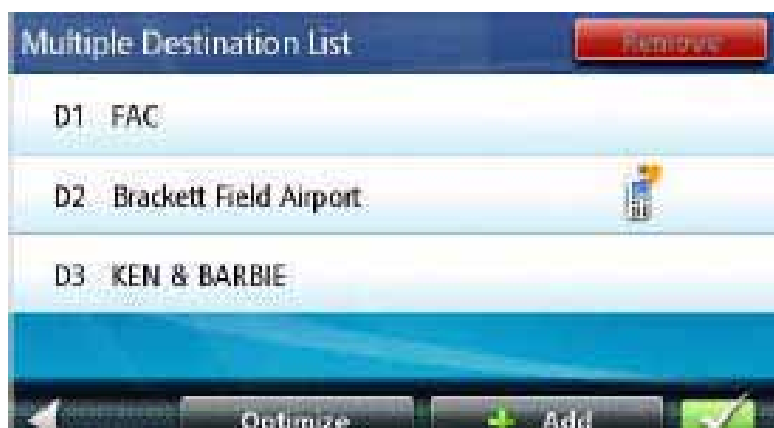 Multiple Destination List
Remove
D1 FAC
D2 Brackett Field Airport
D3 KEN & BARBIE
Optimize
Add